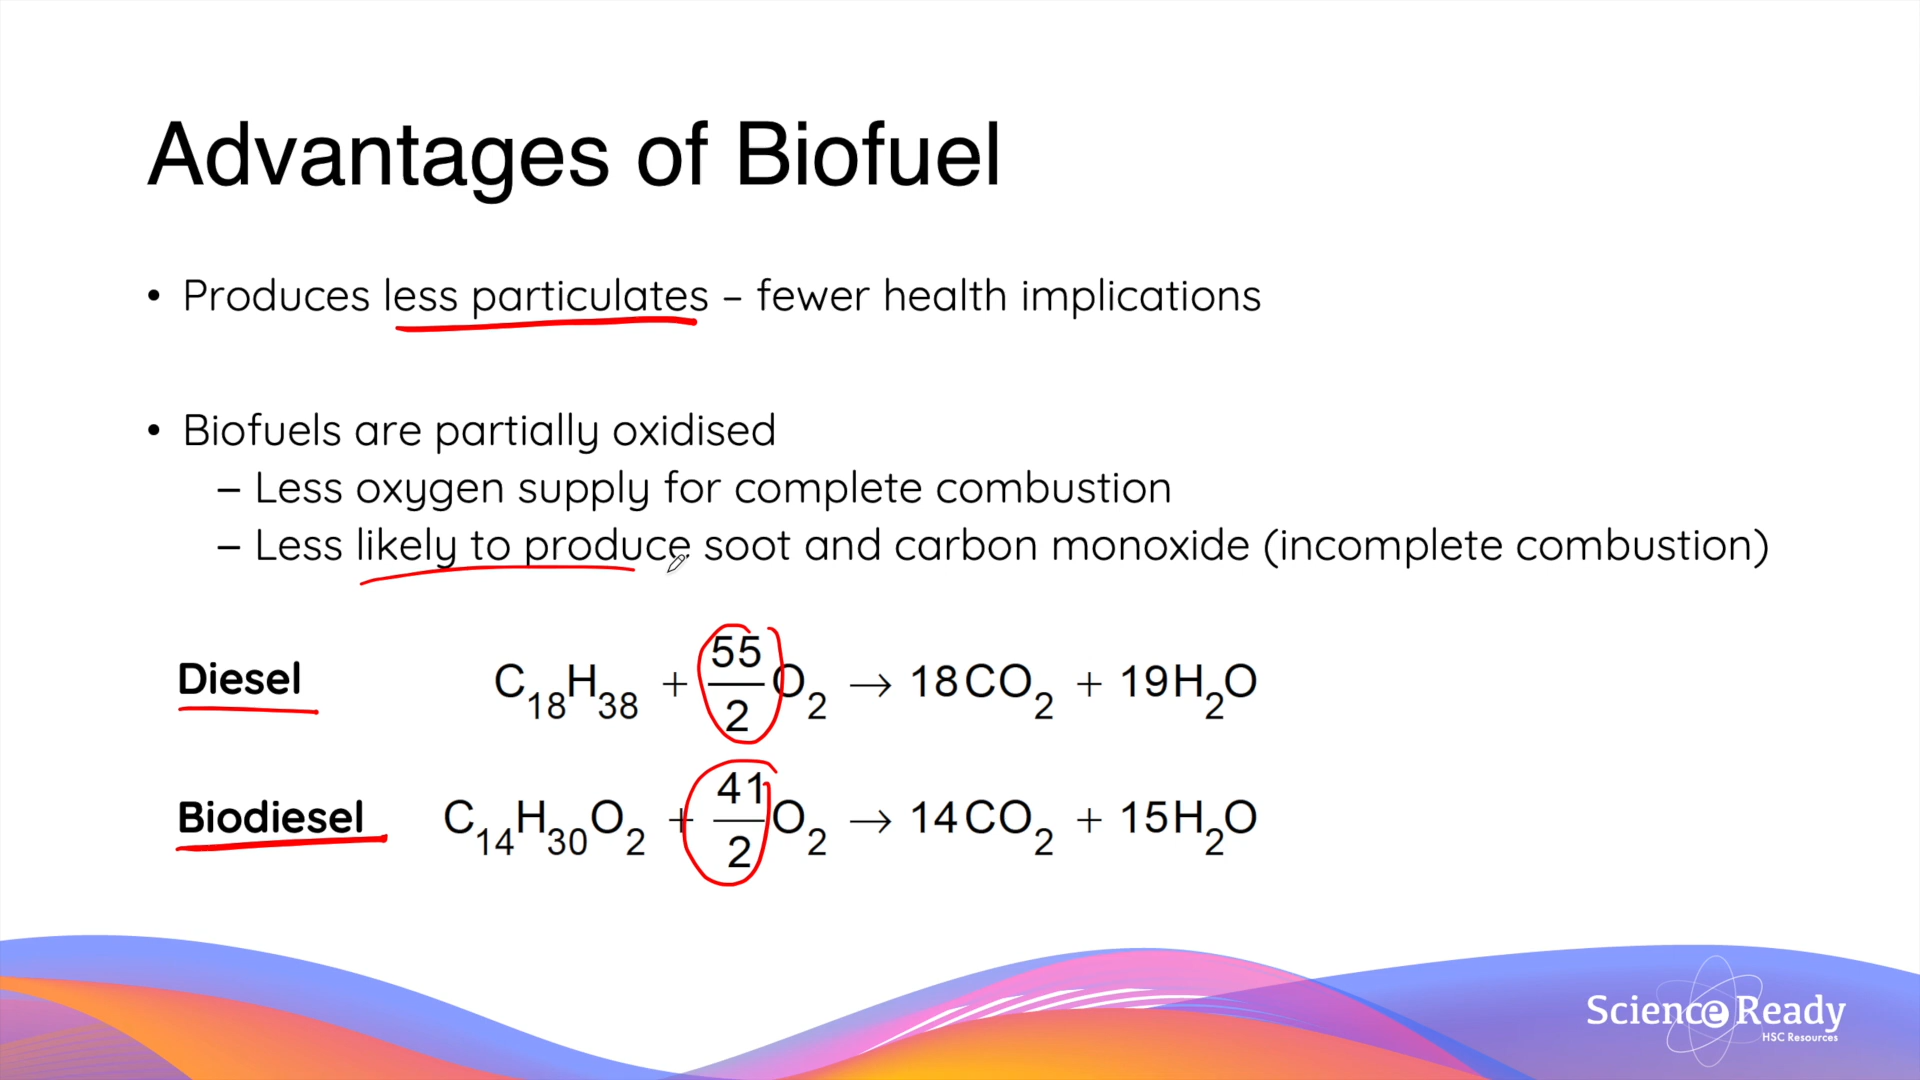 Advantages of Biofuel
• Produces less particulates – fewer health implications
• Biofuels are partially oxidised
– Less oxygen supply for complete combustion
– Less likely to produce soot and carbon monoxide (incomplete combustion)
Diesel C₁₈H₃₈ + 55/2 O₂ → 18CO₂ + 19H₂O
Biodiesel C₁₄H₃₀O₂ + 41/2 O₂ → 14CO₂ + 15H₂O
Science Ready
HSC Resources